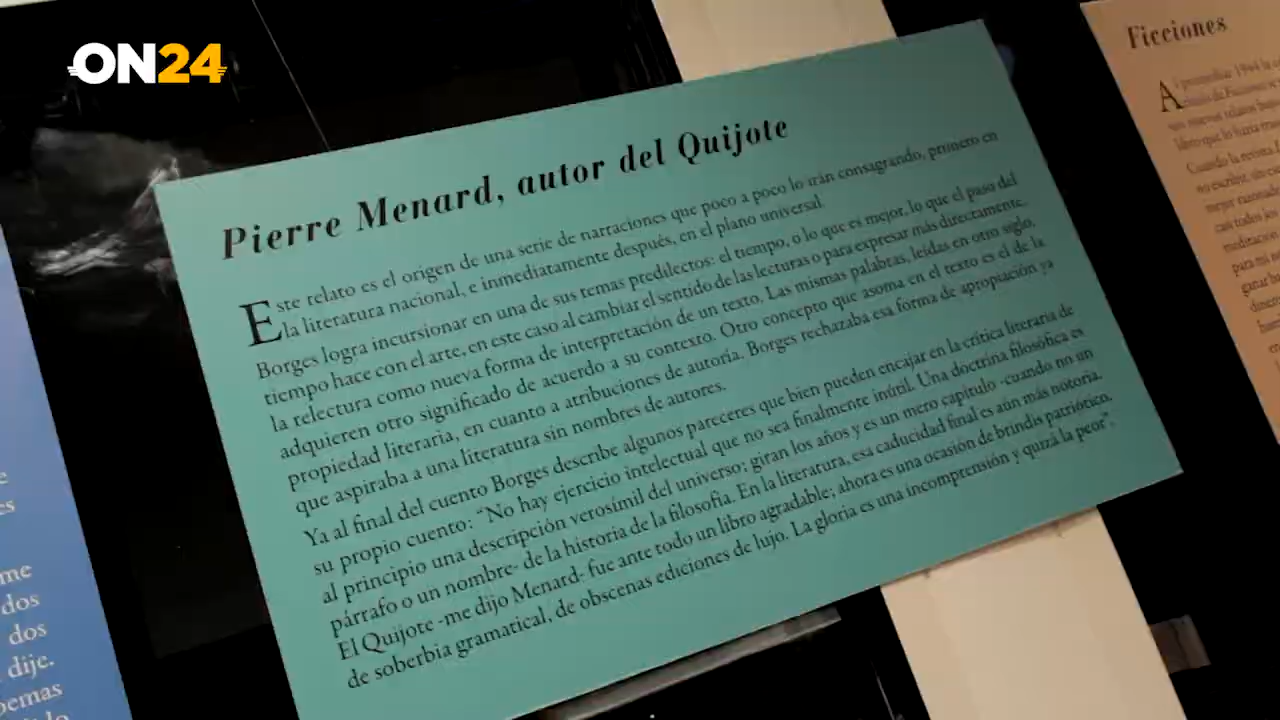 ON24
Pierre Menard, autor del Quijote
Este relato es el origen de una serie de narraciones que poco a poco lo irán consagrando, primero en
la literatura nacional, e inmediatamente después, en el plano universal.
Borges logra incursionar en una de sus temas predilectos: el tiempo, o lo que es mejor, lo que el paso del
tiempo hace con el arte, en este caso al cambiar el sentido de las lecturas o para expresar más directamente,
la relectura como nueva forma de interpretación de un texto. Las mismas palabras, leídas en otro siglo,
adquieren otro significado de acuerdo a su contexto. Otro concepto que asoma en el texto es el de la
propiedad literaria, en cuanto a atribuciones de autoría. Borges rechazaba esa forma de apropiación ya
que aspiraba a una literatura sin nombres de autores.
Ya al final del cuento Borges describe algunos pareceres que bien pueden encajar en la crítica literaria de
su propio cuento: "No hay ejercicio intelectual que no sea finalmente inútil. Una doctrina filosófica es
al principio una descripción verosímil del universo; giran los años y es un mero capítulo -cuando no un
párrafo o un nombre- de la historia de la filosofía. En la literatura, esa caducidad final es aún más notoria.
El Quijote -me dijo Menard- fue ante todo un libro agradable; ahora es una ocasión de brindis patriótico,
de soberbia gramatical, de obscenas ediciones de lujo. La gloria es una incomprensión y quizá la peor".
Ficciones
me
dos
dos
dije.